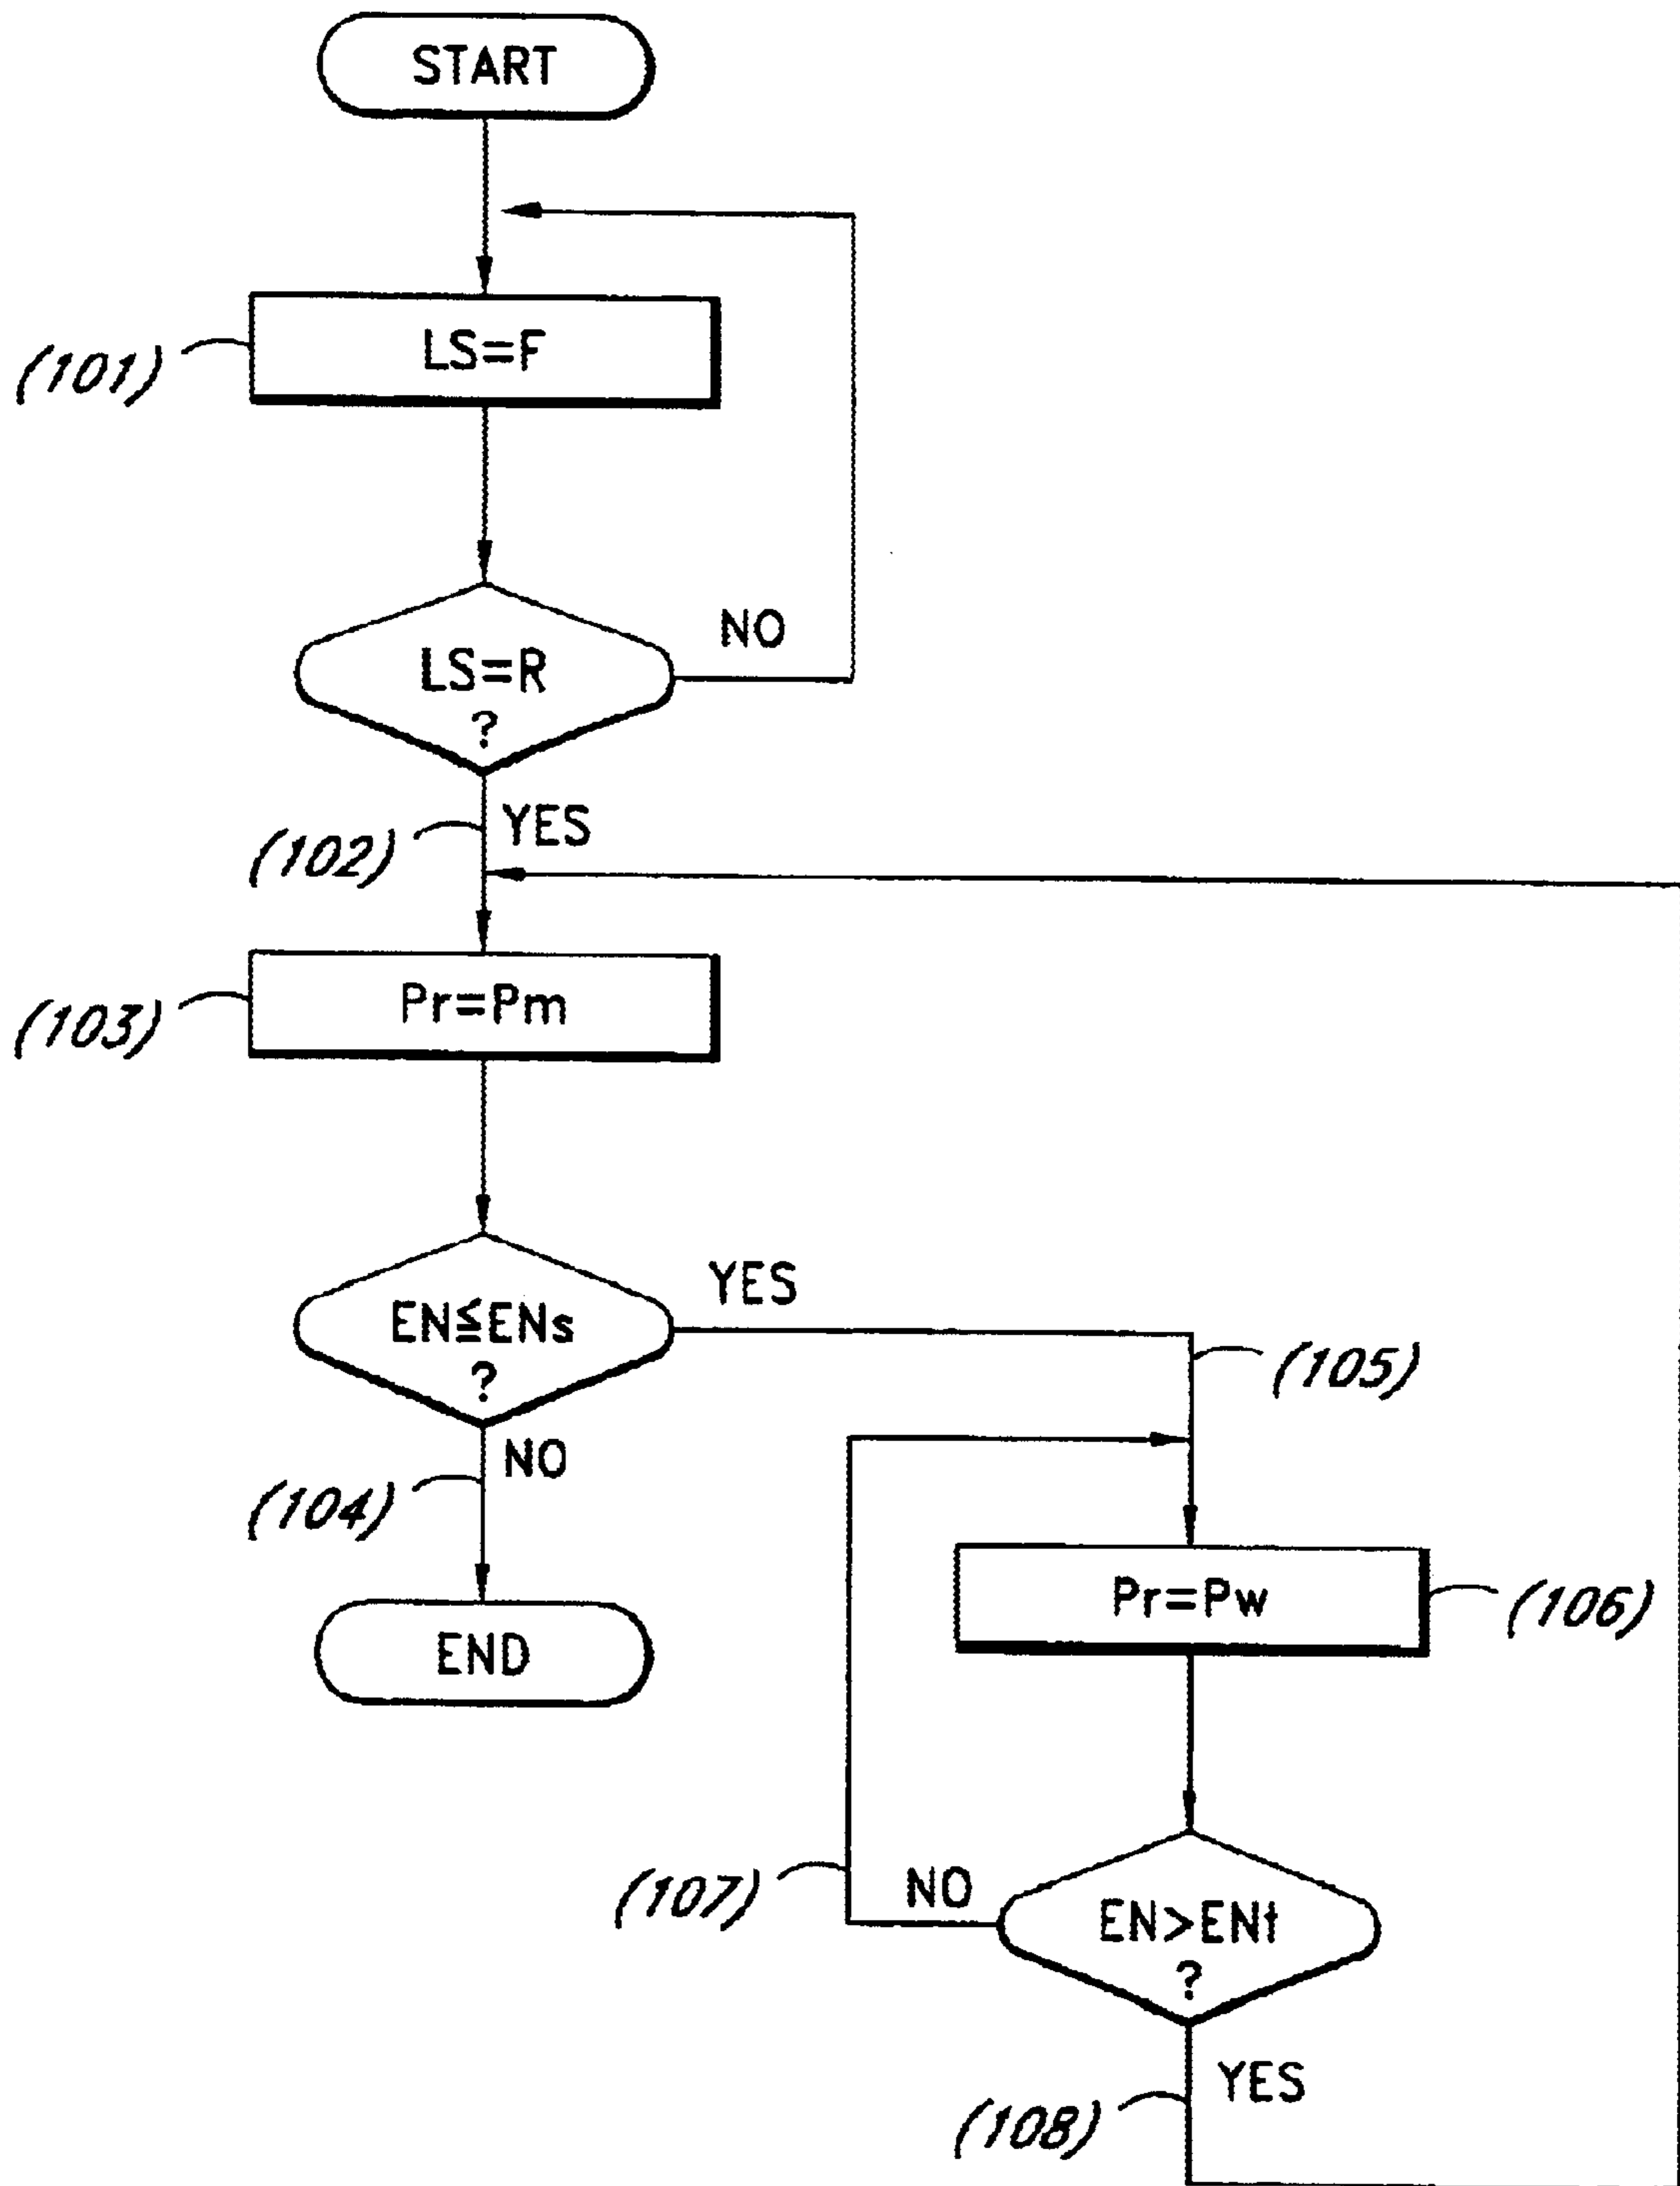 START
(101)
LS=F
LS=R
?
NO
(102)
YES
(103)
Pr=Pm
EN≦ENs
?
YES
(105)
NO
(104)
END
Pr=Pw
(106)
(107)
NO
EN>ENt
?
YES
(108)